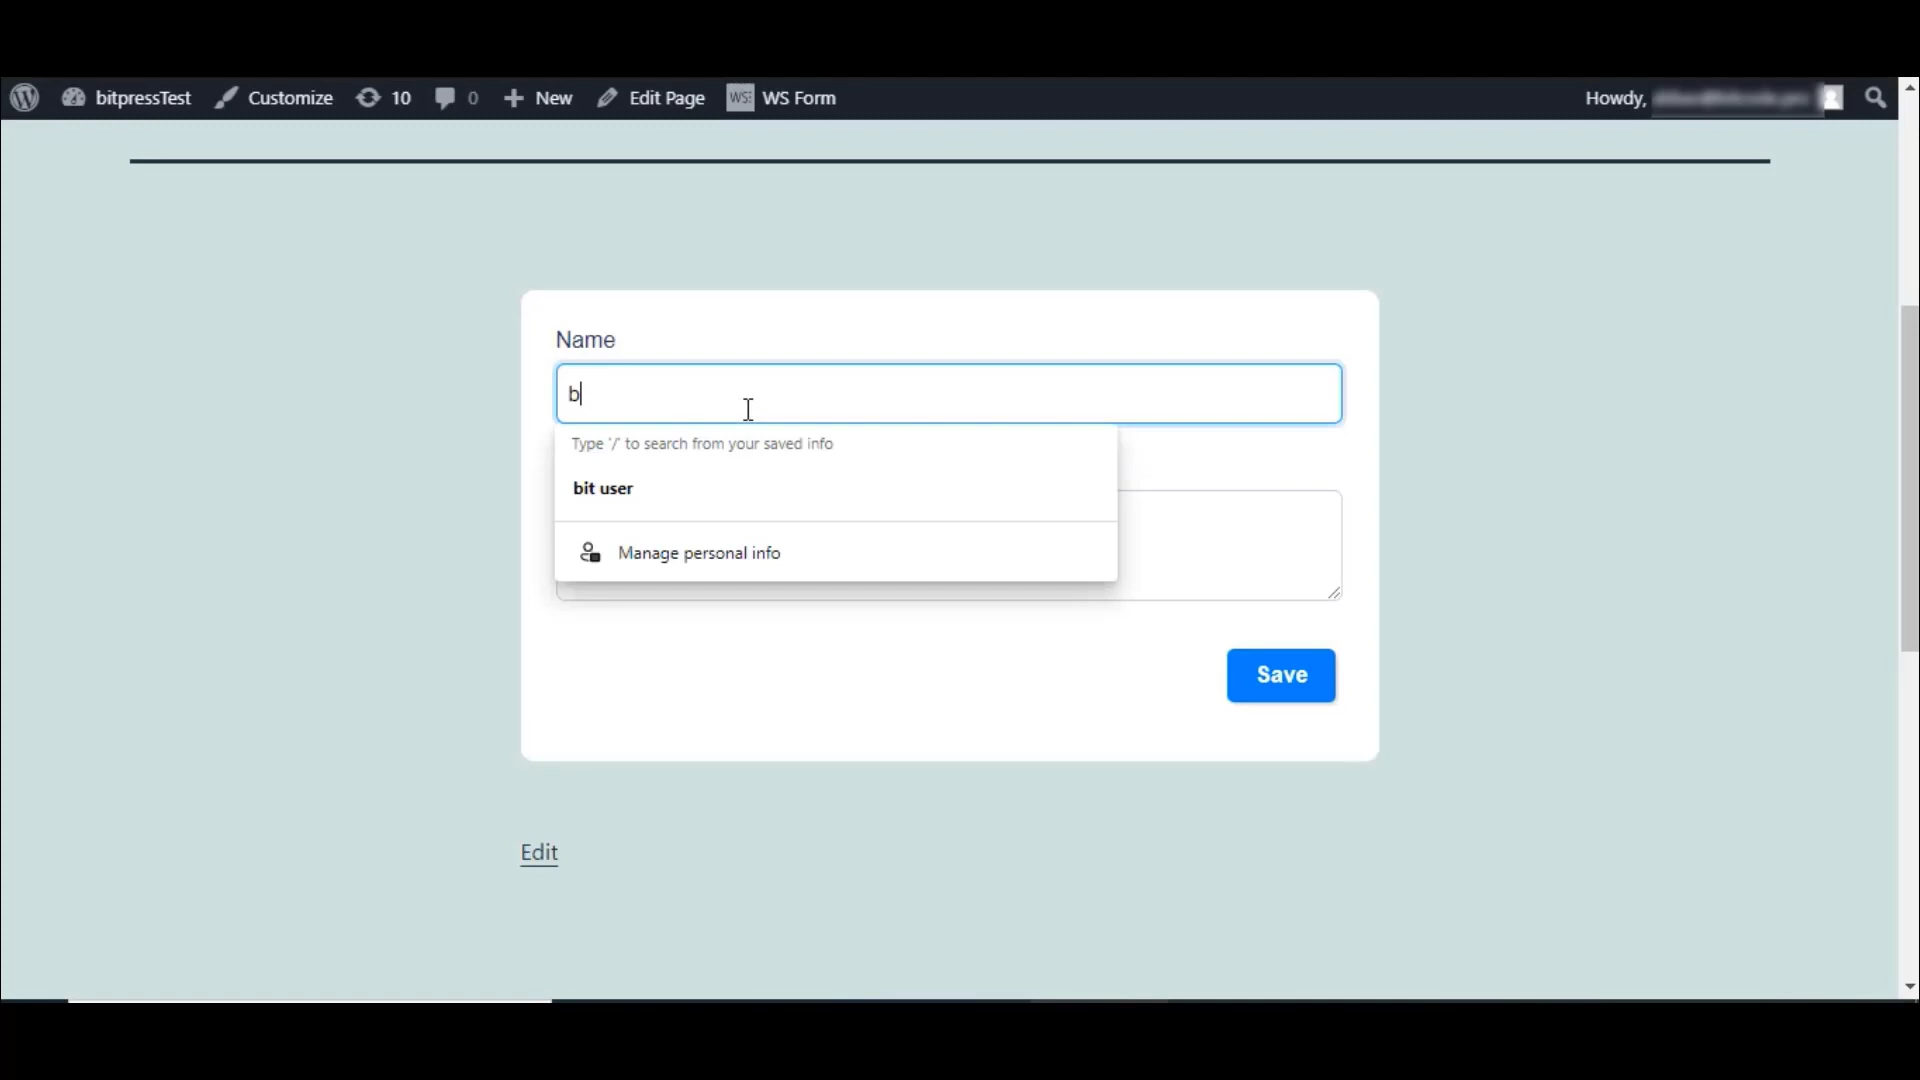 bitpressTest Customize 10 0 New Edit Page WS Form Howdy,
Name
b
Type '/' to search from your saved info
bit user
Manage personal info
Save
Edit